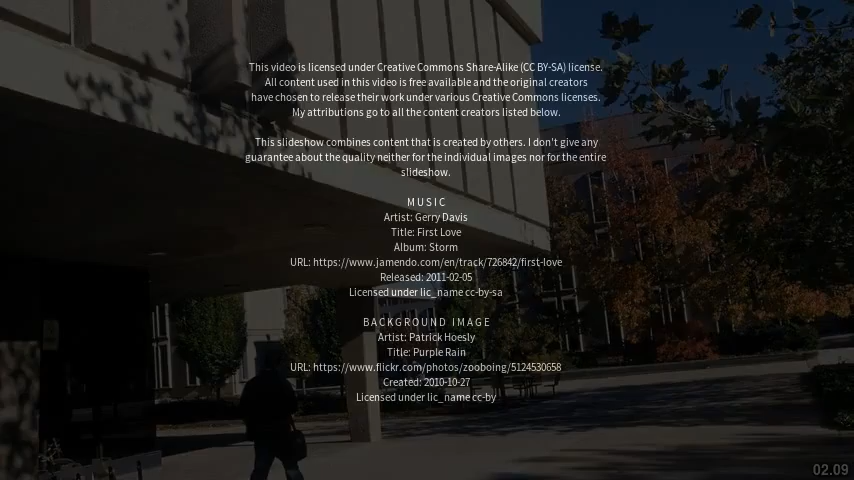 This video is licensed under Creative Commons Share-Alike (CC BY-SA) license.
All content used in this video is free available and the original creators
have chosen to release their work under various Creative Commons licenses.
My attributions go to all the content creators listed below.
This slideshow combines content that is created by others. I don't give any
guarantee about the quality neither for the individual images nor for the entire
slideshow.
MUSIC
Artist: Gerry Davis
Title: First Love
Album: Storm
URL: https://www.jamendo.com/en/track/726842/first-love
Released: 2011-02-05
Licensed under lic_name cc-by-sa
BACKGROUND IMAGE
Artist: Patrick Hoesly
Title: Purple Rain
URL: https://www.flickr.com/photos/zooboing/5124530658
Created: 2010-10-27
Licensed under lic_name cc-by
02.09